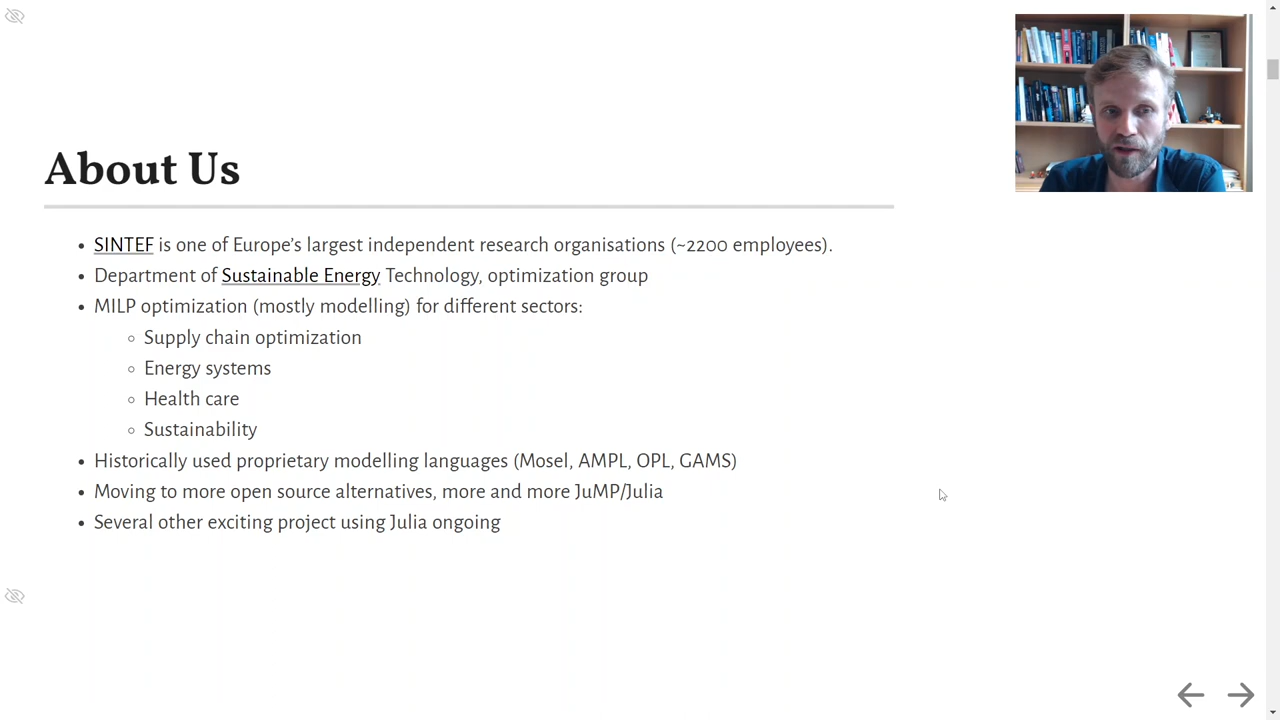 About Us
SINTEF is one of Europe's largest independent research organisations (~2200 employees).
Department of Sustainable Energy Technology, optimization group
MILP optimization (mostly modelling) for different sectors:
Supply chain optimization
Energy systems
Health care
Sustainability
Historically used proprietary modelling languages (Mosel, AMPL, OPL, GAMS)
Moving to more open source alternatives, more and more JuMP/Julia
Several other exciting project using Julia ongoing